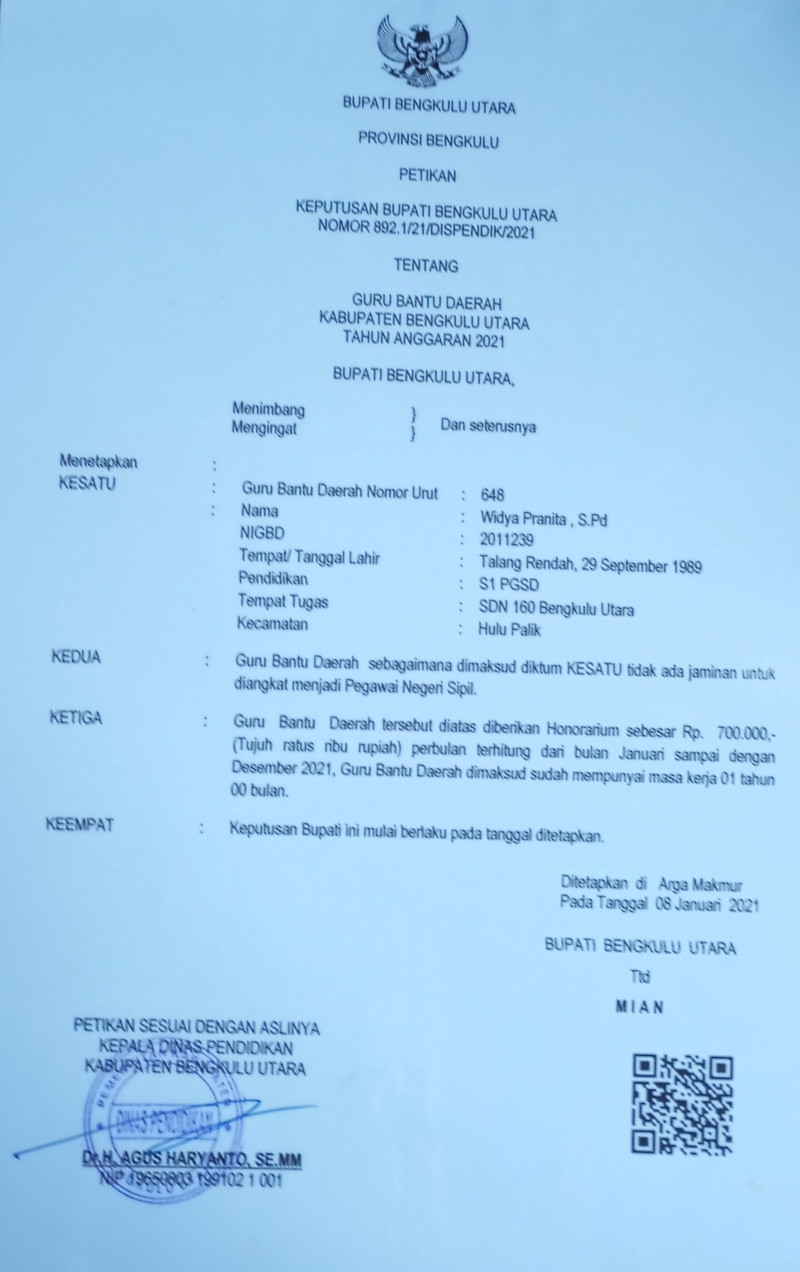 BUPATI BENGKULU UTARA
PROVINSI BENGKULU
PETIKAN
KEPUTUSAN BUPATI BENGKULU UTARA
NOMOR 892.1/21/DISPENDIK/2021
TENTANG
GURU BANTU DAERAH
KABUPATEN BENGKULU UTARA
TAHUN ANGGARAN 2021
BUPATI BENGKULU UTARA,
Menimbang }
Mengingat } Dan seterusnya
Menetapkan :
KESATU : Guru Bantu Daerah Nomor Urut : 648
: Nama : Widya Pranita , S.Pd
NIGBD : 2011239
Tempat/ Tanggal Lahir : Talang Rendah, 29 September 1989
Pendidikan : S1 PGSD
Tempat Tugas : SDN 160 Bengkulu Utara
Kecamatan : Hulu Palik
KEDUA : Guru Bantu Daerah sebagaimana dimaksud diktum KESATU tidak ada jaminan untuk
diangkat menjadi Pegawai Negeri Sipil.
KETIGA : Guru Bantu Daerah tersebut diatas diberikan Honorarium sebesar Rp. 700.000,-
(Tujuh ratus ribu rupiah) perbulan terhitung dari bulan Januari sampai dengan
Desember 2021, Guru Bantu Daerah dimaksud sudah mempunyai masa kerja 01 tahun
00 bulan.
KEEMPAT : Keputusan Bupati ini mulai berlaku pada tanggal ditetapkan.
Ditetapkan di Arga Makmur
Pada Tanggal 08 Januari 2021
BUPATI BENGKULU UTARA
Ttd
MIAN
PETIKAN SESUAI DENGAN ASLINYA
KEPALA DINAS PENDIDIKAN
KABUPATEN BENGKULU UTARA
DINAS PENDIDIKAN
Dr.H. AGUS HARYANTO, SE.MM
NIP 19650803 199102 1 001